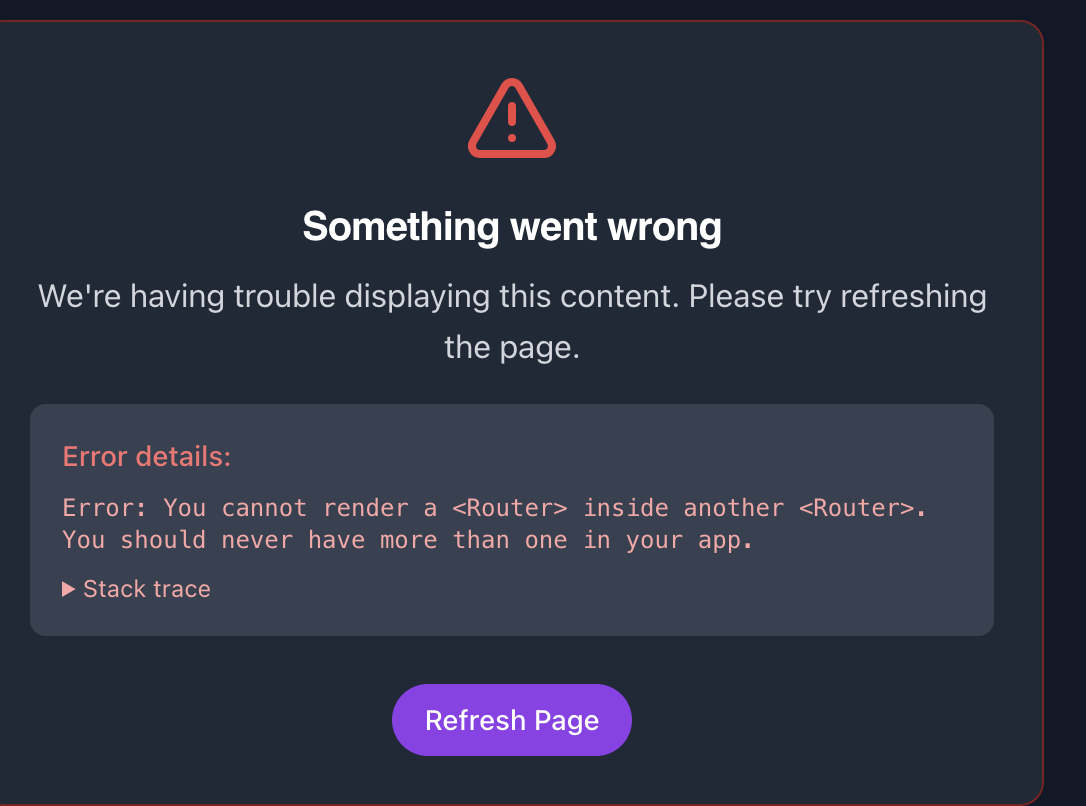 Something went wrong
We're having trouble displaying this content. Please try refreshing
the page.
Error details:
Error: You cannot render a <Router> inside another <Router>.
You should never have more than one in your app.
Stack trace
Refresh Page